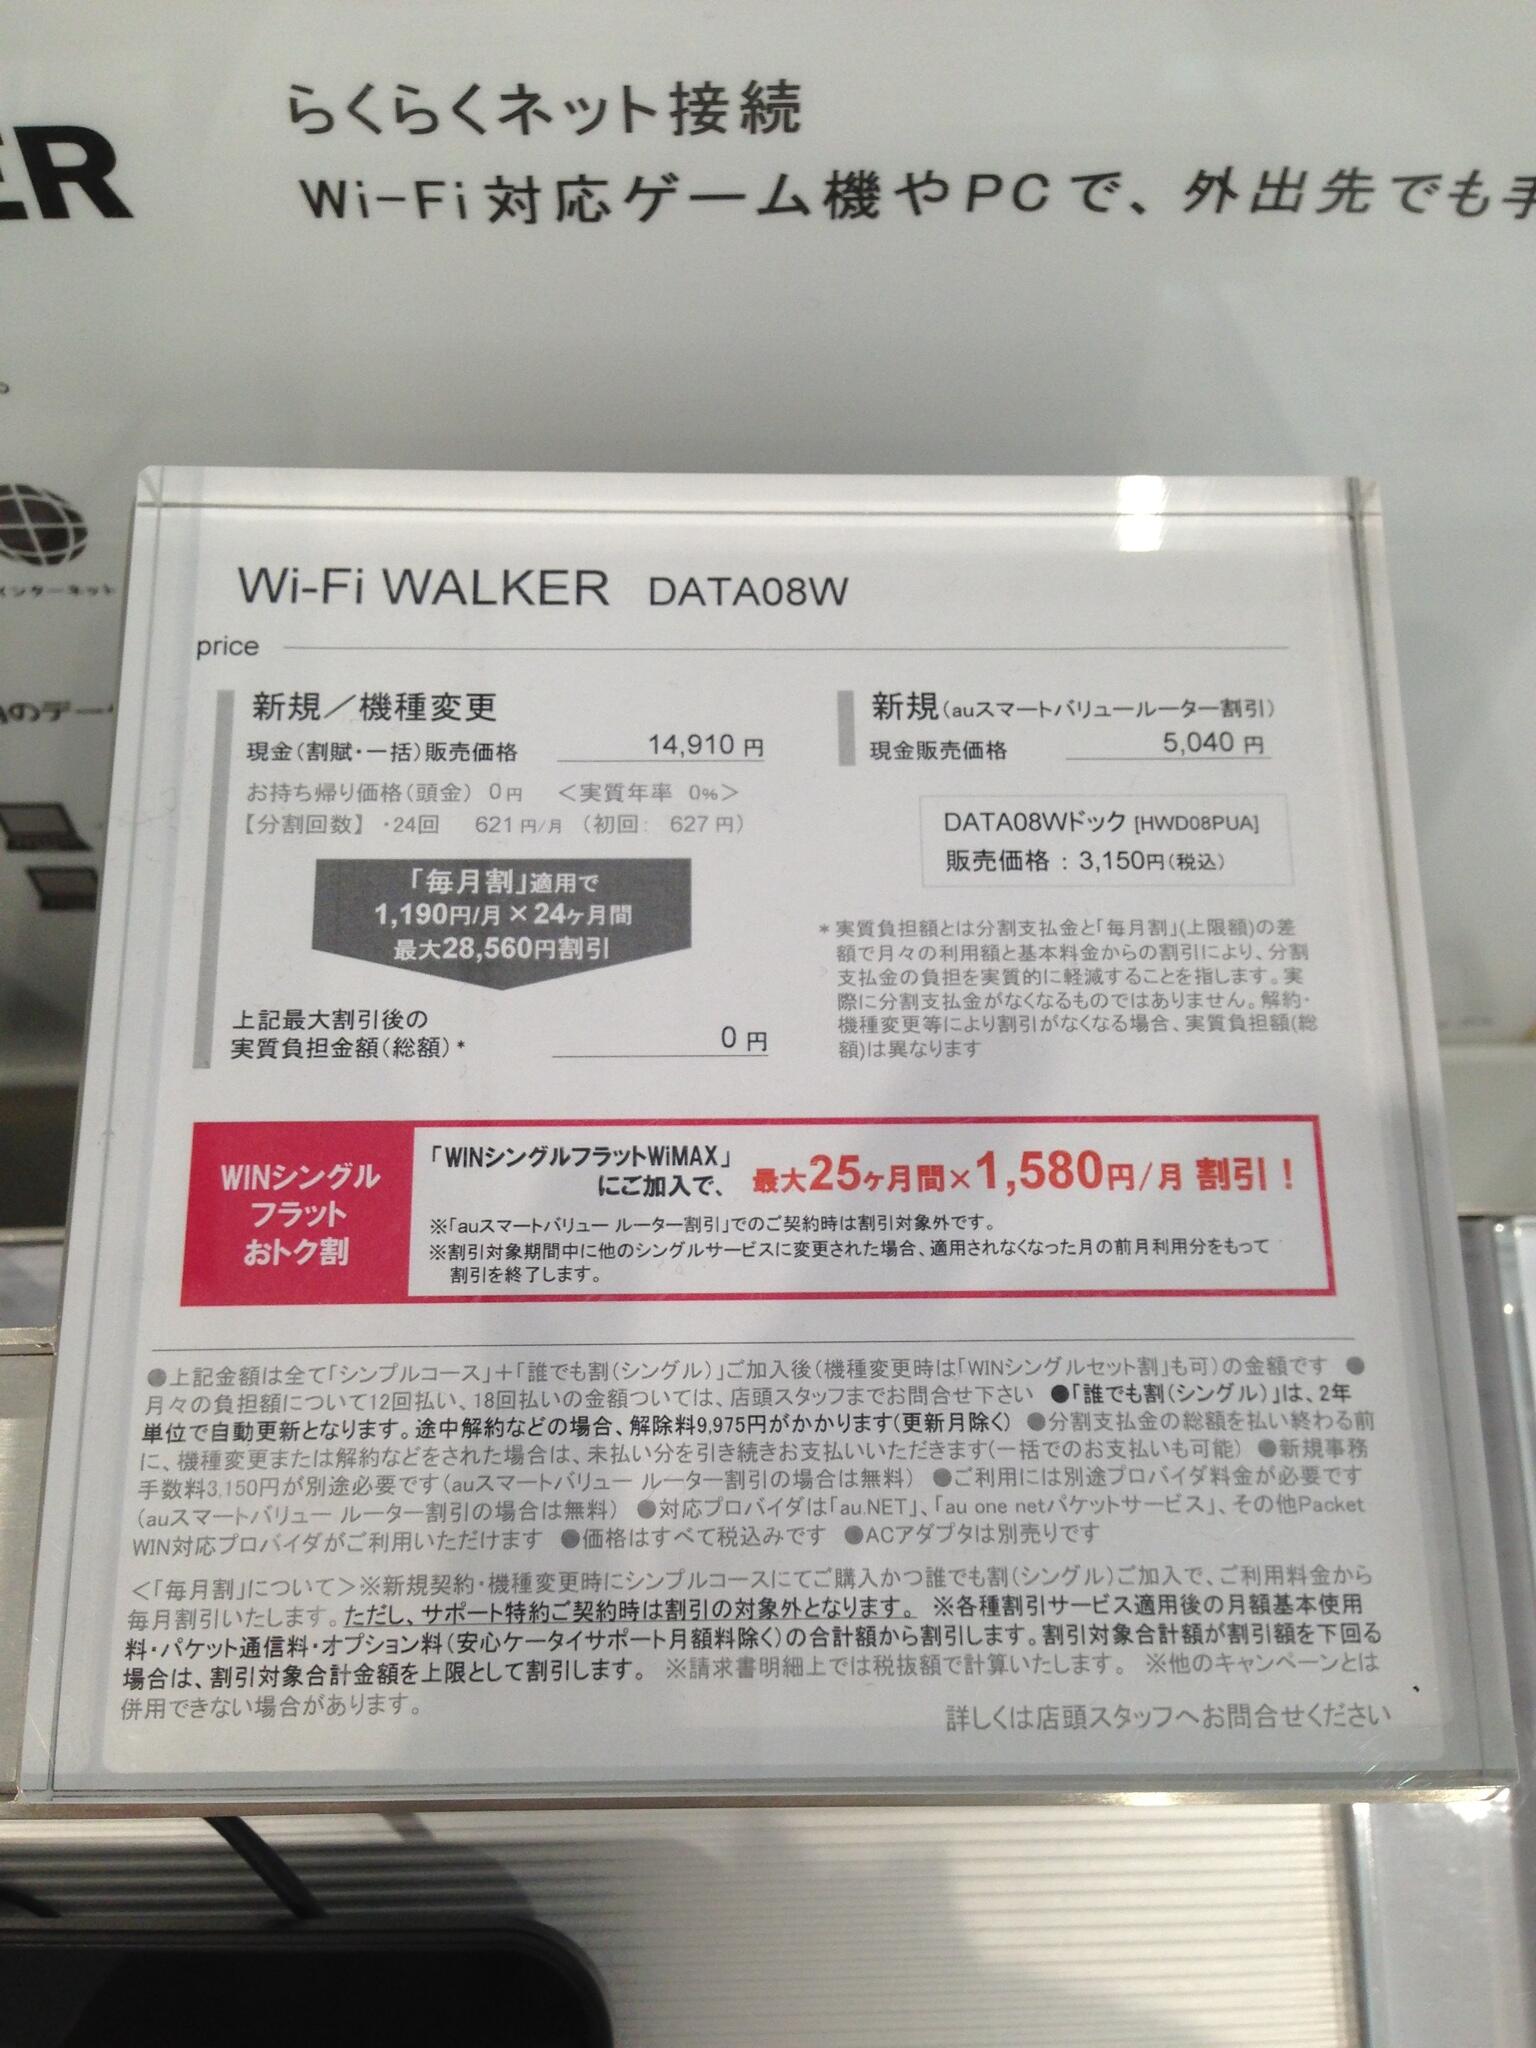 らくらくネット接続
ER
Wi-Fi対応ゲーム機やPCで、外出先でも手
インターネット
のデー
Wi-Fi WALKER DATA08W
price
新規／機種変更
現金(割賦・一括)販売価格 14,910 円
お持ち帰り価格(頭金) 0円 ＜実質年率 0%＞
【分割回数】 ・24回 621円/月 (初回: 627円)
「毎月割」適用で
1,190円/月×24ヶ月間
最大28,560円割引
上記最大割引後の
実質負担金額(総額)* 0 円
新規(auスマートバリュールーター割引)
現金販売価格 5,040 円
DATA08Wドック [HWD08PUA]
販売価格：3,150円(税込)
*実質負担額とは分割支払金と「毎月割」(上限額)の差
額で月々の利用額と基本料金からの割引により、分割
支払金の負担を実質的に軽減することを指します。実
際に分割支払金がなくなるものではありません。解約・
機種変更等により割引がなくなる場合、実質負担額(総
額)は異なります
WINシングル
フラット
おトク割
「WINシングルフラットWiMAX」
にご加入で、 最大25ヶ月間×1,580円/月 割引！
※「auスマートバリュー ルーター割引」でのご契約時は割引対象外です。
※割引対象期間中に他のシングルサービスに変更された場合、適用されなくなった月の前月利用分をもって
割引を終了します。
●上記金額は全て「シンプルコース」＋「誰でも割(シングル)」ご加入後(機種変更時は「WINシングルセット割」も可)の金額です ●
月々の負担額について12回払い、18回払いの金額ついては、店頭スタッフまでお問合せ下さい ●「誰でも割(シングル)」は、2年
単位で自動更新となります。途中解約などの場合、解除料9,975円がかかります(更新月除く) ●分割支払金の総額を払い終わる前
に、機種変更または解約などをされた場合は、未払い分を引き続きお支払いいただきます(一括でのお支払いも可能) ●新規事務
手数料3,150円が別途必要です(auスマートバリュー ルーター割引の場合は無料) ●ご利用には別途プロバイダ料金が必要です
(auスマートバリュー ルーター割引の場合は無料) ●対応プロバイダは「au.NET」、「au one netパケットサービス」、その他Packet
WIN対応プロバイダがご利用いただけます ●価格はすべて税込みです ●ACアダプタは別売りです
＜「毎月割」について＞※新規契約・機種変更時にシンプルコースにてご購入かつ誰でも割(シングル)ご加入で、ご利用料金から
毎月割引いたします。ただし、サポート特約ご契約時は割引の対象外となります。 ※各種割引サービス適用後の月額基本使用
料・パケット通信料・オプション料(安心ケータイサポート月額料除く)の合計額から割引します。割引対象合計額が割引額を下回る
場合は、割引対象合計金額を上限として割引します。 ※請求書明細上では税抜額で計算いたします。 ※他のキャンペーンとは
併用できない場合があります。
詳しくは店頭スタッフへお問合せください